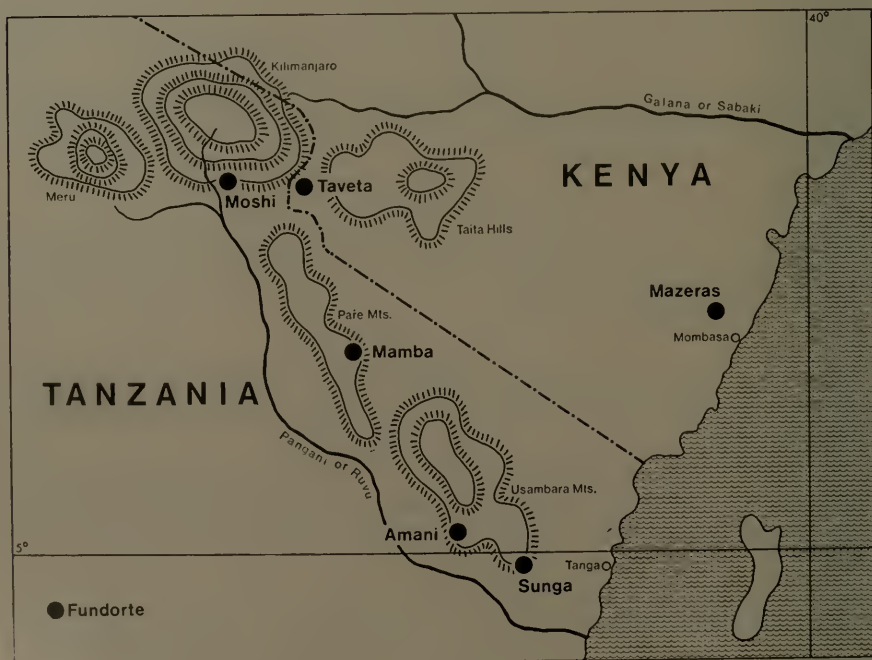 40°
Kilimanjaro
Galana or Sabaki
KENYA
Meru
Moshi
Taveta
Taita Hills
Mazeras
Pare Mts.
Mombasa
Mamba
TANZANIA
Pangani or Ruvu
Usambara Mts.
Amani
5°
Tanga
Sunga
Fundorte